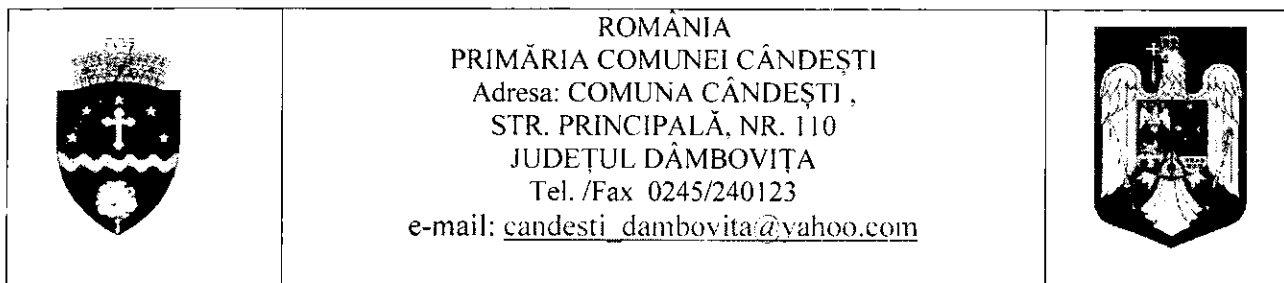 ROMÂNIA
PRIMĂRIA COMUNEI CÂNDEȘTI
Adresa: COMUNA CÂNDEȘTI ,
STR. PRINCIPALĂ, NR. 110
JUDEȚUL DÂMBOVIȚA
Tel. /Fax 0245/240123
e-mail: candesti_dambovita@yahoo.com